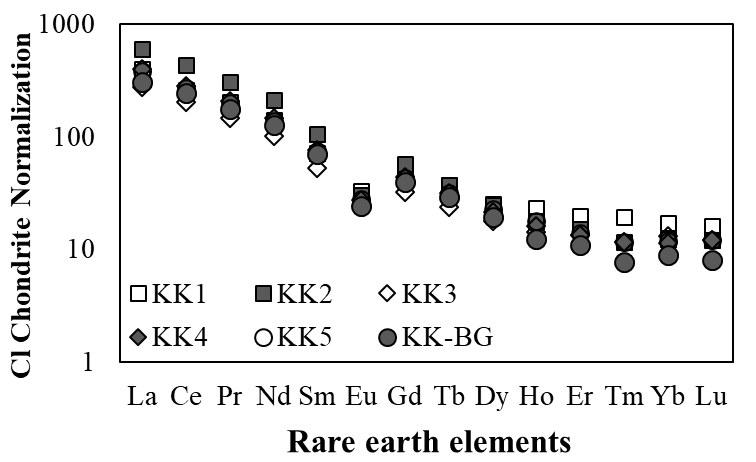 Cl Chondrite Normalization
1000
100
10
1
KK1 KK2 KK3
KK4 KK5 KK-BG
La Ce Pr Nd Sm Eu Gd Tb Dy Ho Er Tm Yb Lu
Rare earth elements